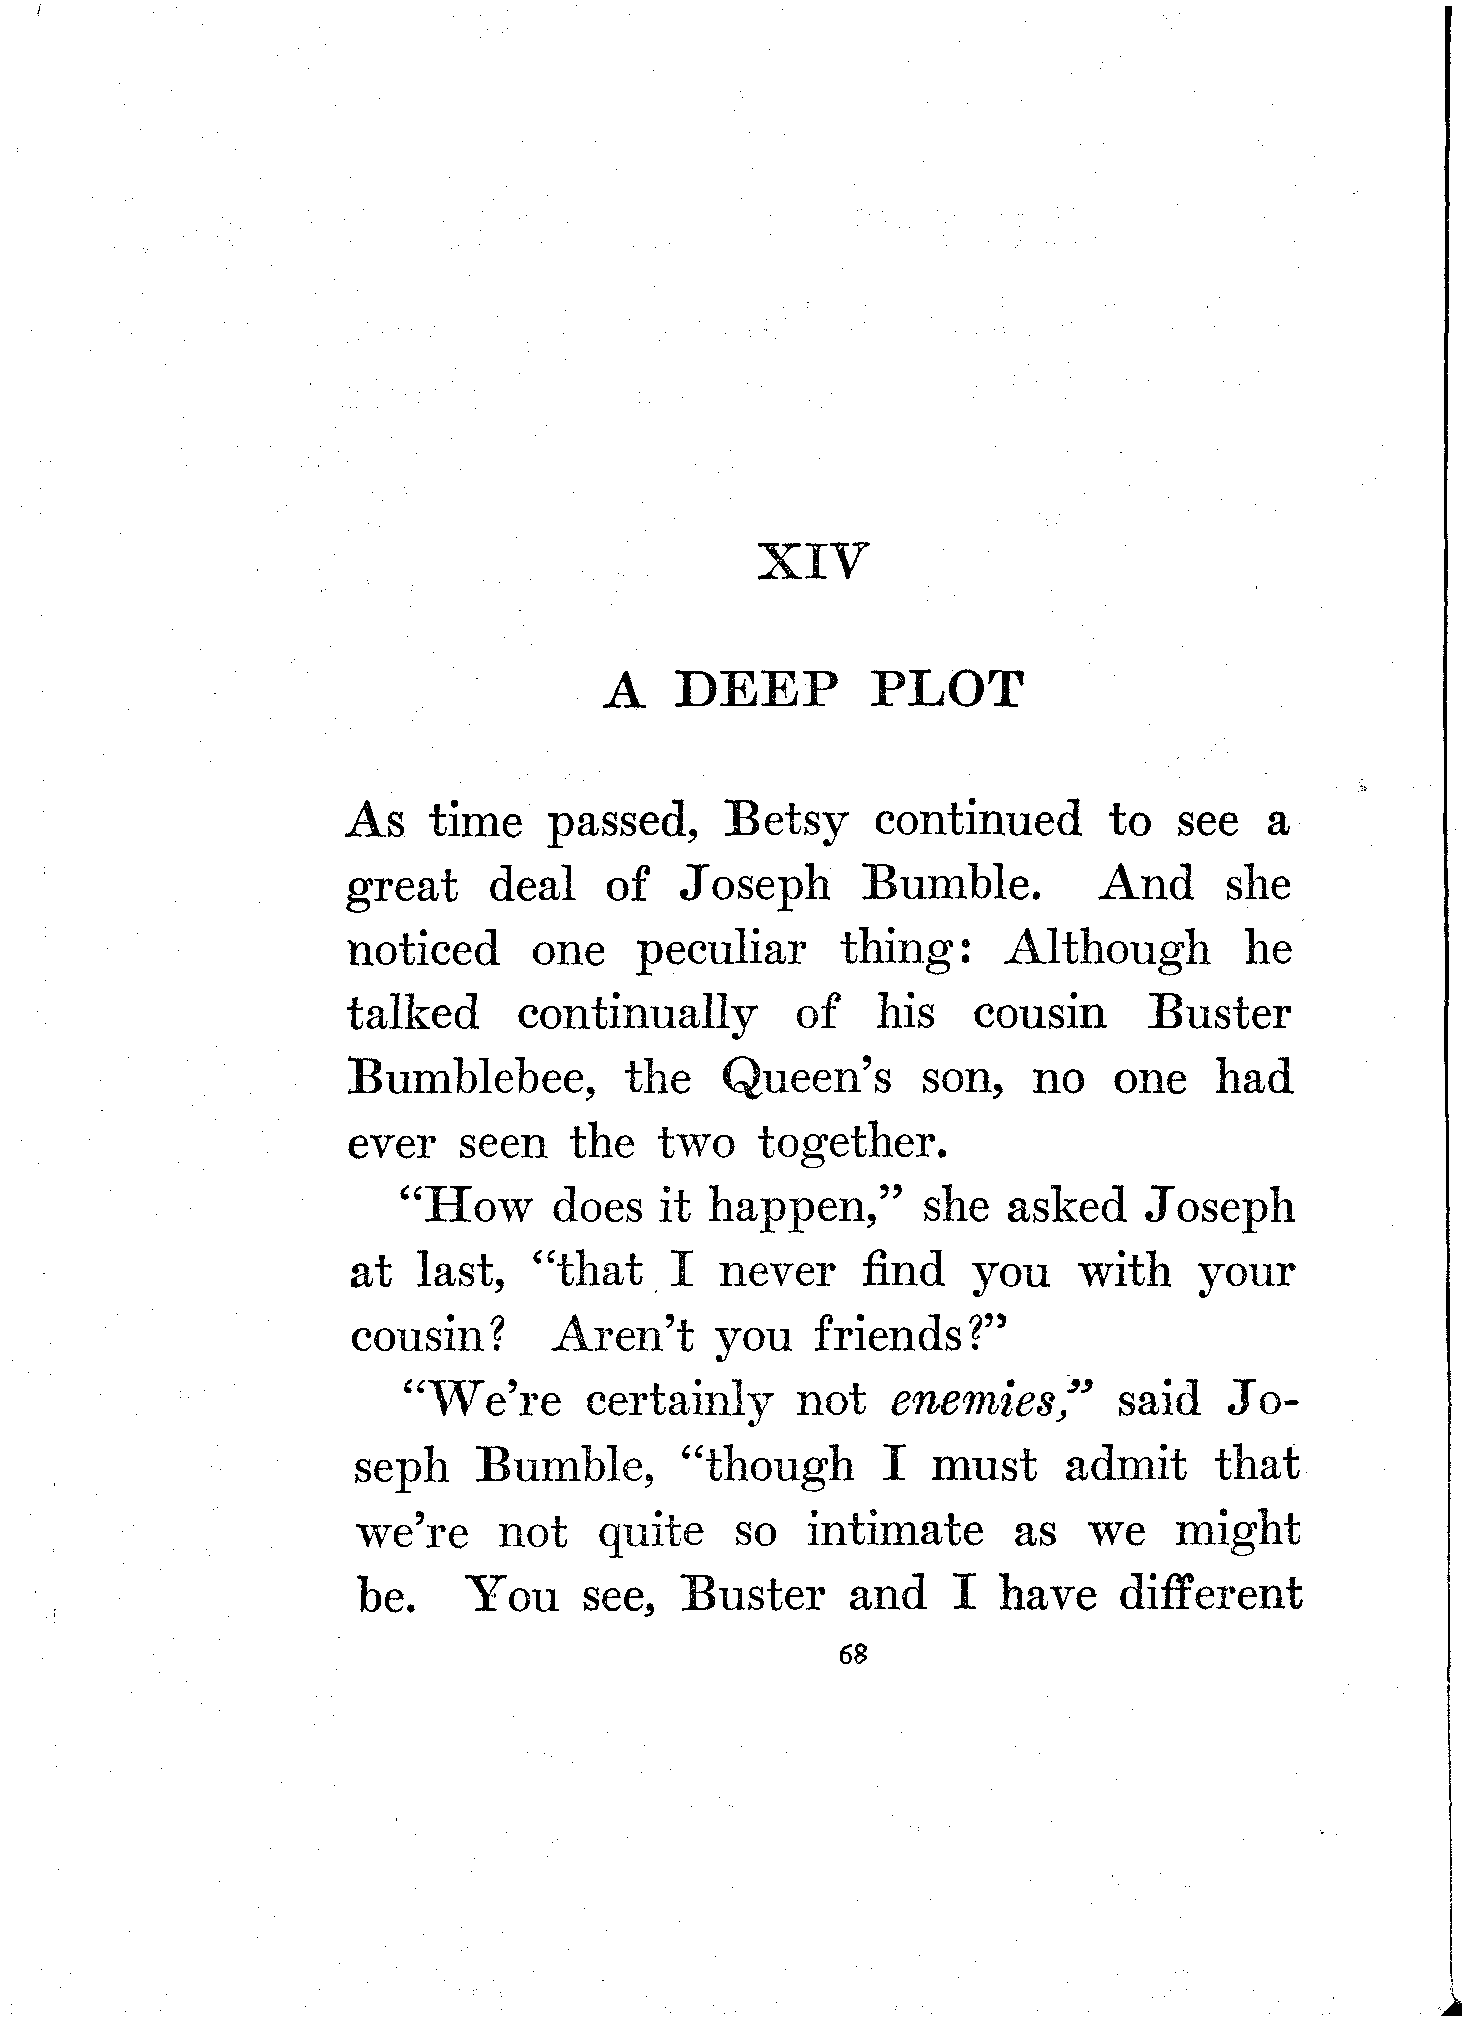 XIV
A DEEP PLOT
As time passed, Betsy continued to see a
great deal of Joseph Bumble. And she
noticed one peculiar thing: Although he
talked continually of his cousin Buster
Bumblebee, the Queen's son, no one had
ever seen the two together.
"How does it happen," she asked Joseph
at last, "that I never find you with your
cousin? Aren't you friends?"
"We're certainly not enemies," said Jo-
seph Bumble, "though I must admit that
we're not quite so intimate as we might
be. You see, Buster and I have different
68